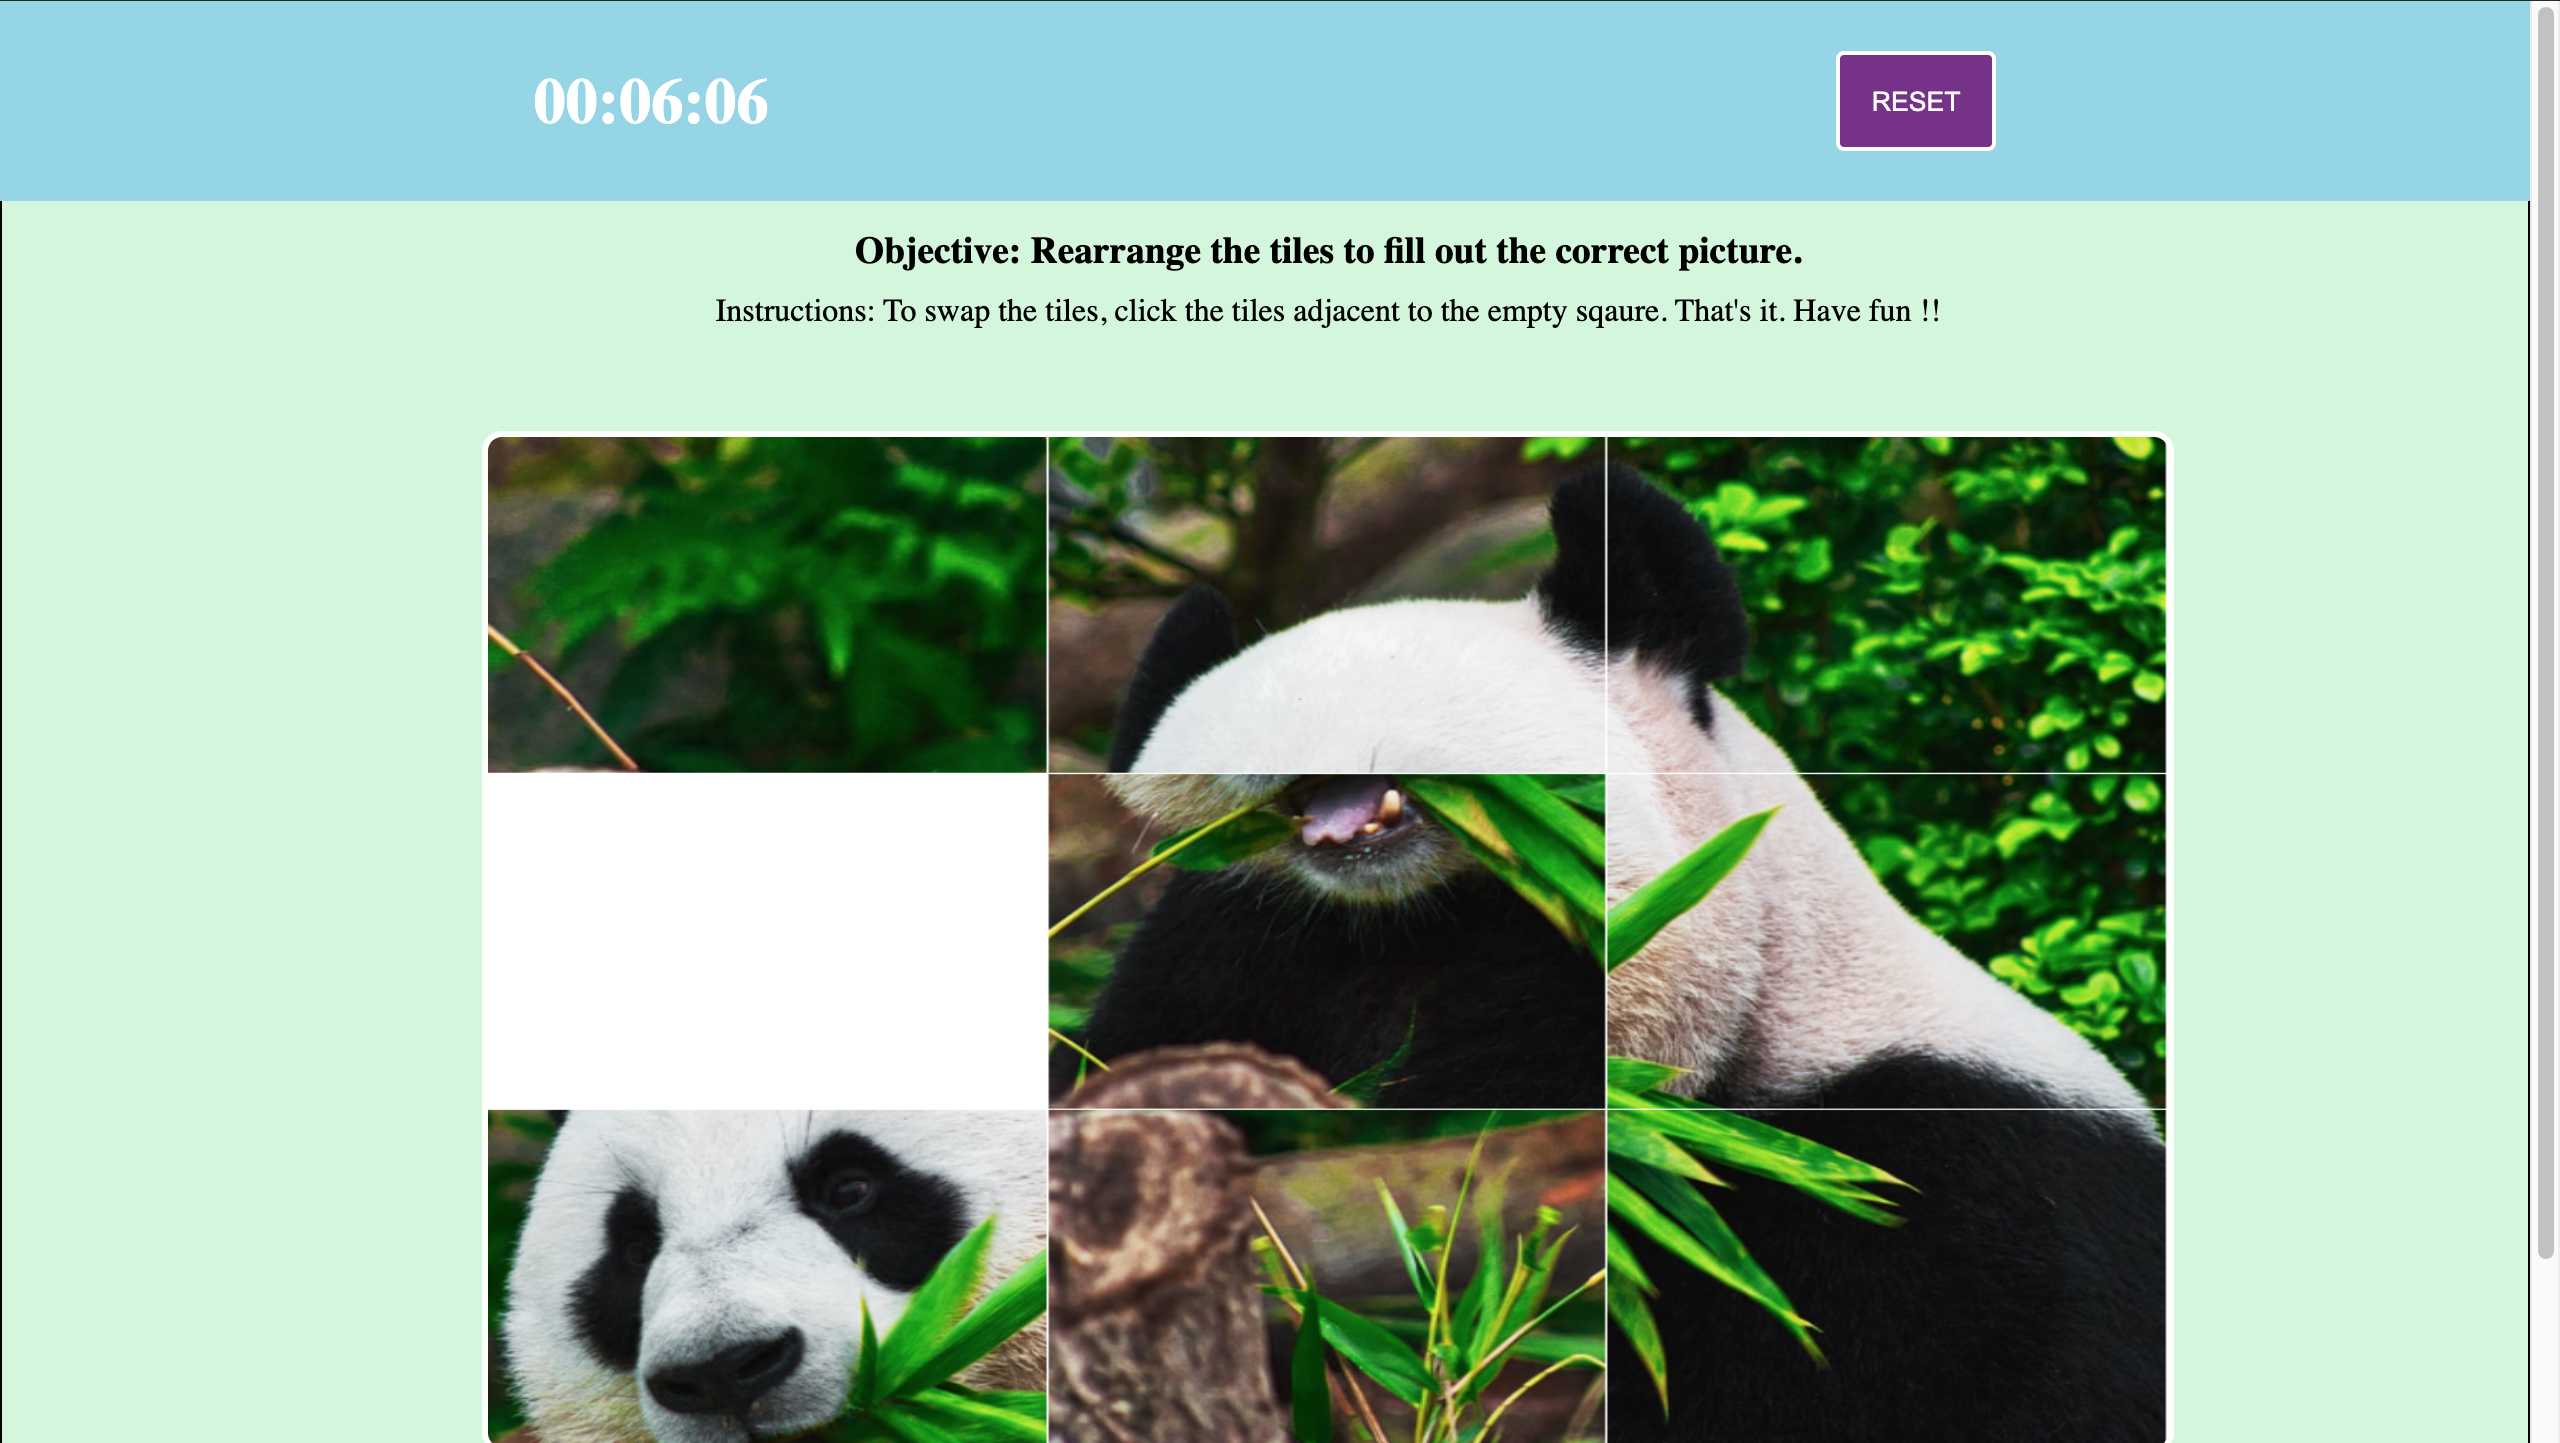 00:06:06
RESET
Objective: Rearrange the tiles to fill out the correct picture.
Instructions: To swap the tiles, click the tiles adjacent to the empty sqaure. That's it. Have fun !!